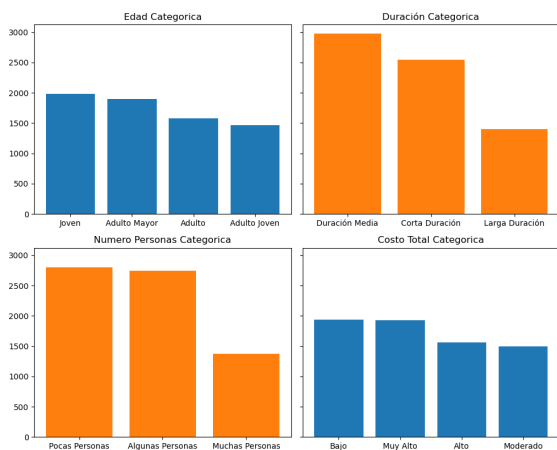 Edad Categorica
3000
2500
2000
1500
1000
500
0
Joven Adulto Mayor Adulto Adulto Joven
Duración Categorica
Duración Media Corta Duración Larga Duración
Numero Personas Categorica
3000
2500
2000
1500
1000
500
0
Pocas Personas Algunas Personas Muchas Personas
Costo Total Categorica
Bajo Muy Alto Alto Moderado